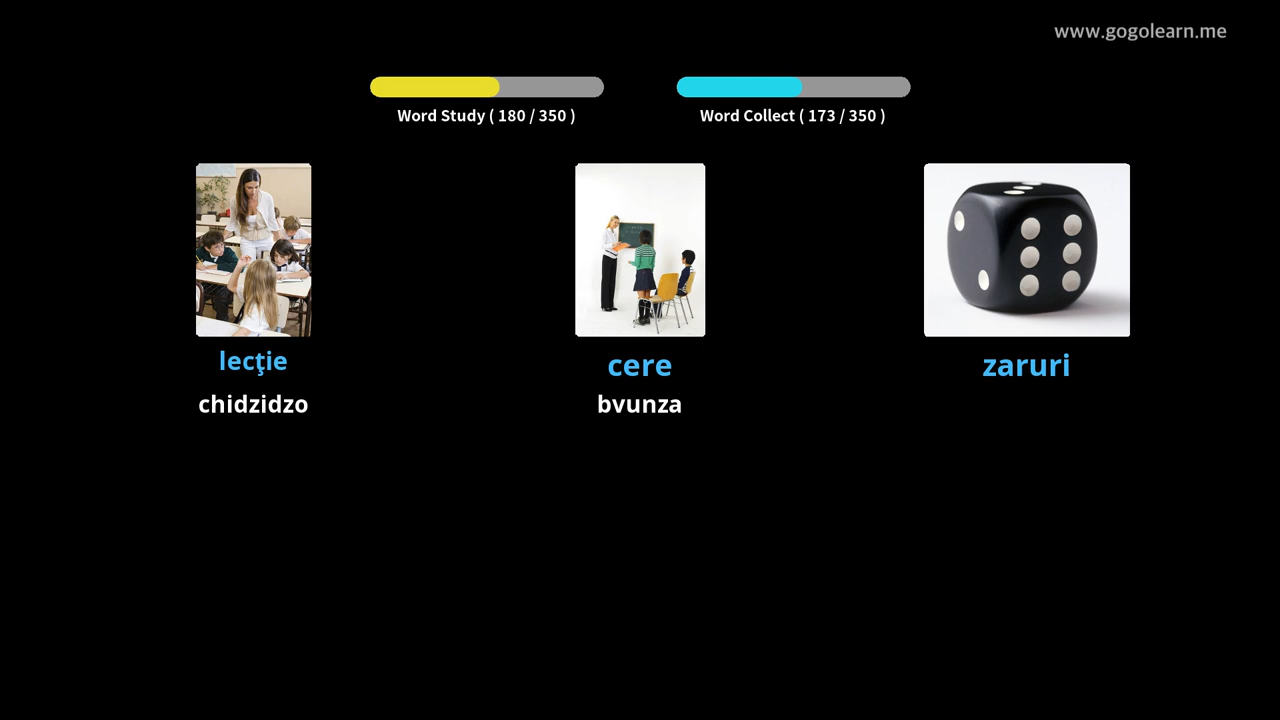 www.gogolearn.me
Word Study ( 180 / 350 )
Word Collect ( 173 / 350 )
lecţie
cere
zaruri
chidzidzo
bvunza